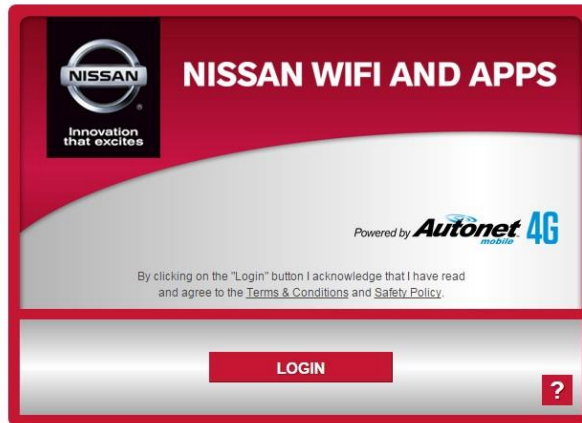 NISSAN
®
Innovation
that excites
NISSAN WIFI AND APPS
Powered by Autonet 4G
mobile
By clicking on the "Login" button I acknowledge that I have read
and agree to the Terms & Conditions and Safety Policy.
LOGIN
?